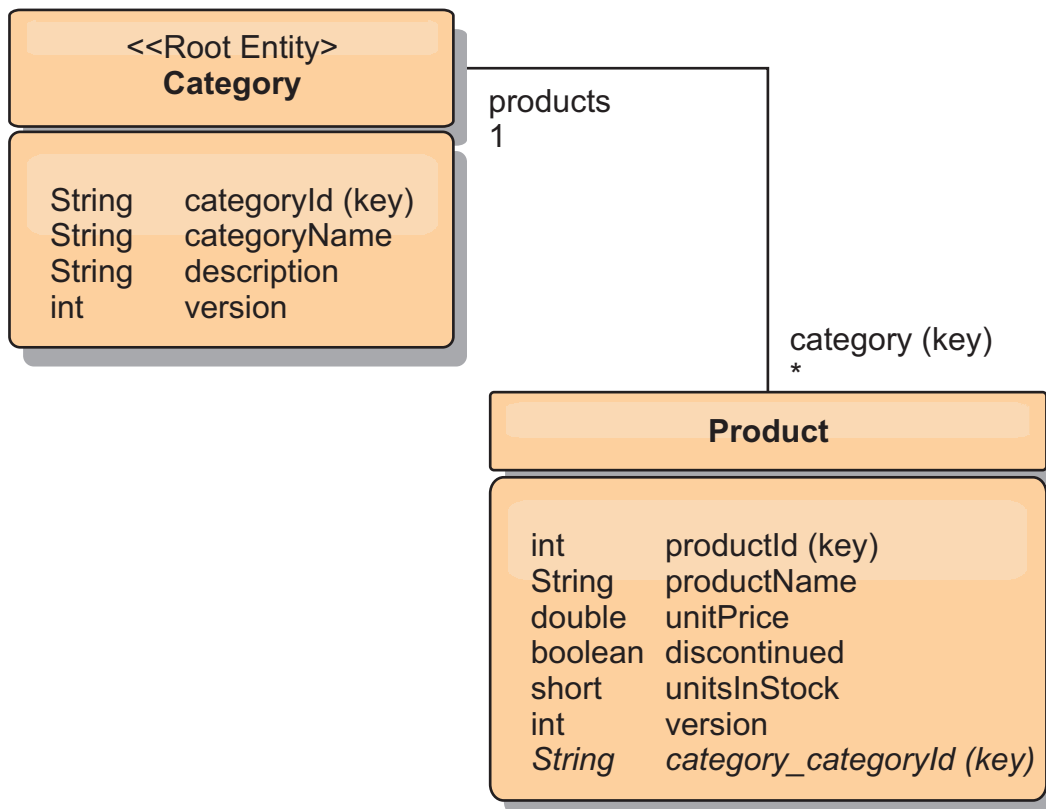 <<Root Entity>
Category
String categoryId (key)
String categoryName
String description
int version
products
1
category (key)
*
Product
int productId (key)
String productName
double unitPrice
boolean discontinued
short unitsInStock
int version
String category_categoryId (key)